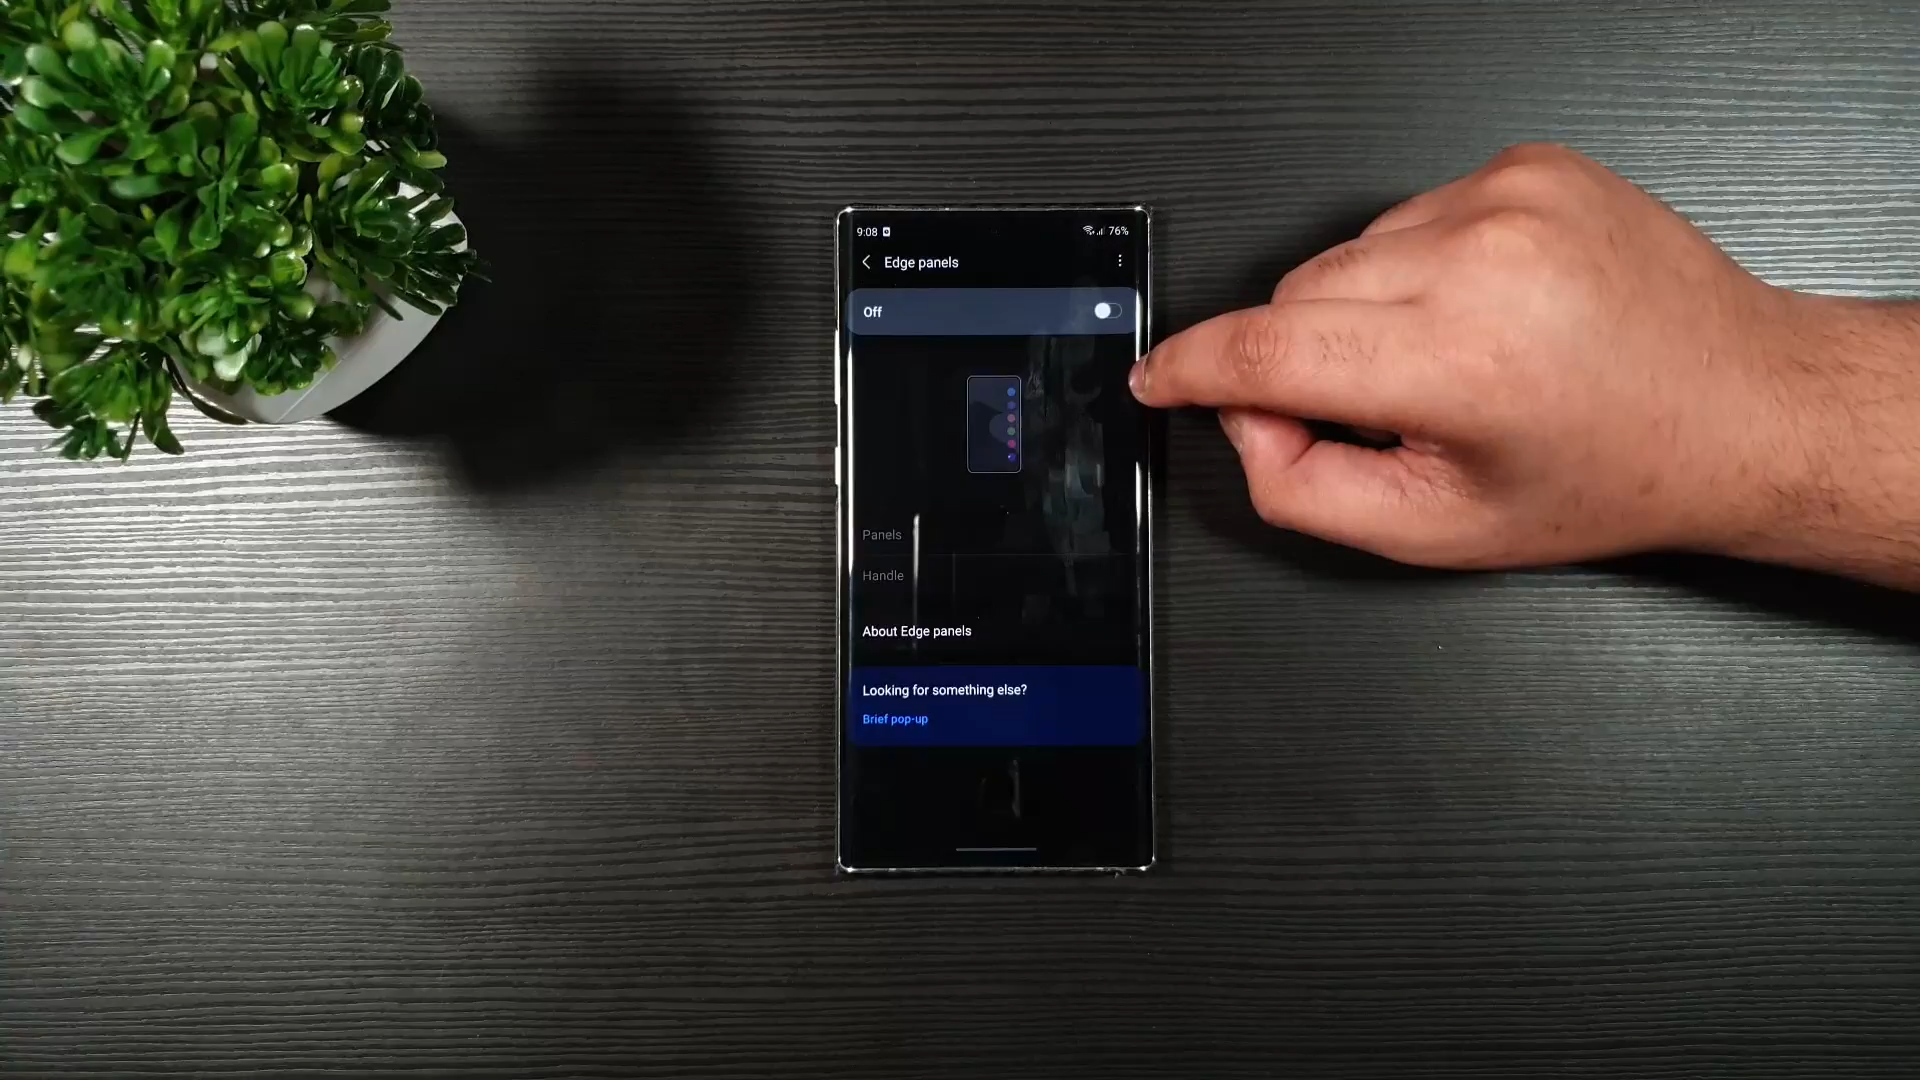 9:08 76%
Edge panels
Off
Panels
Handle
About Edge panels
Looking for something else?
Brief pop-up